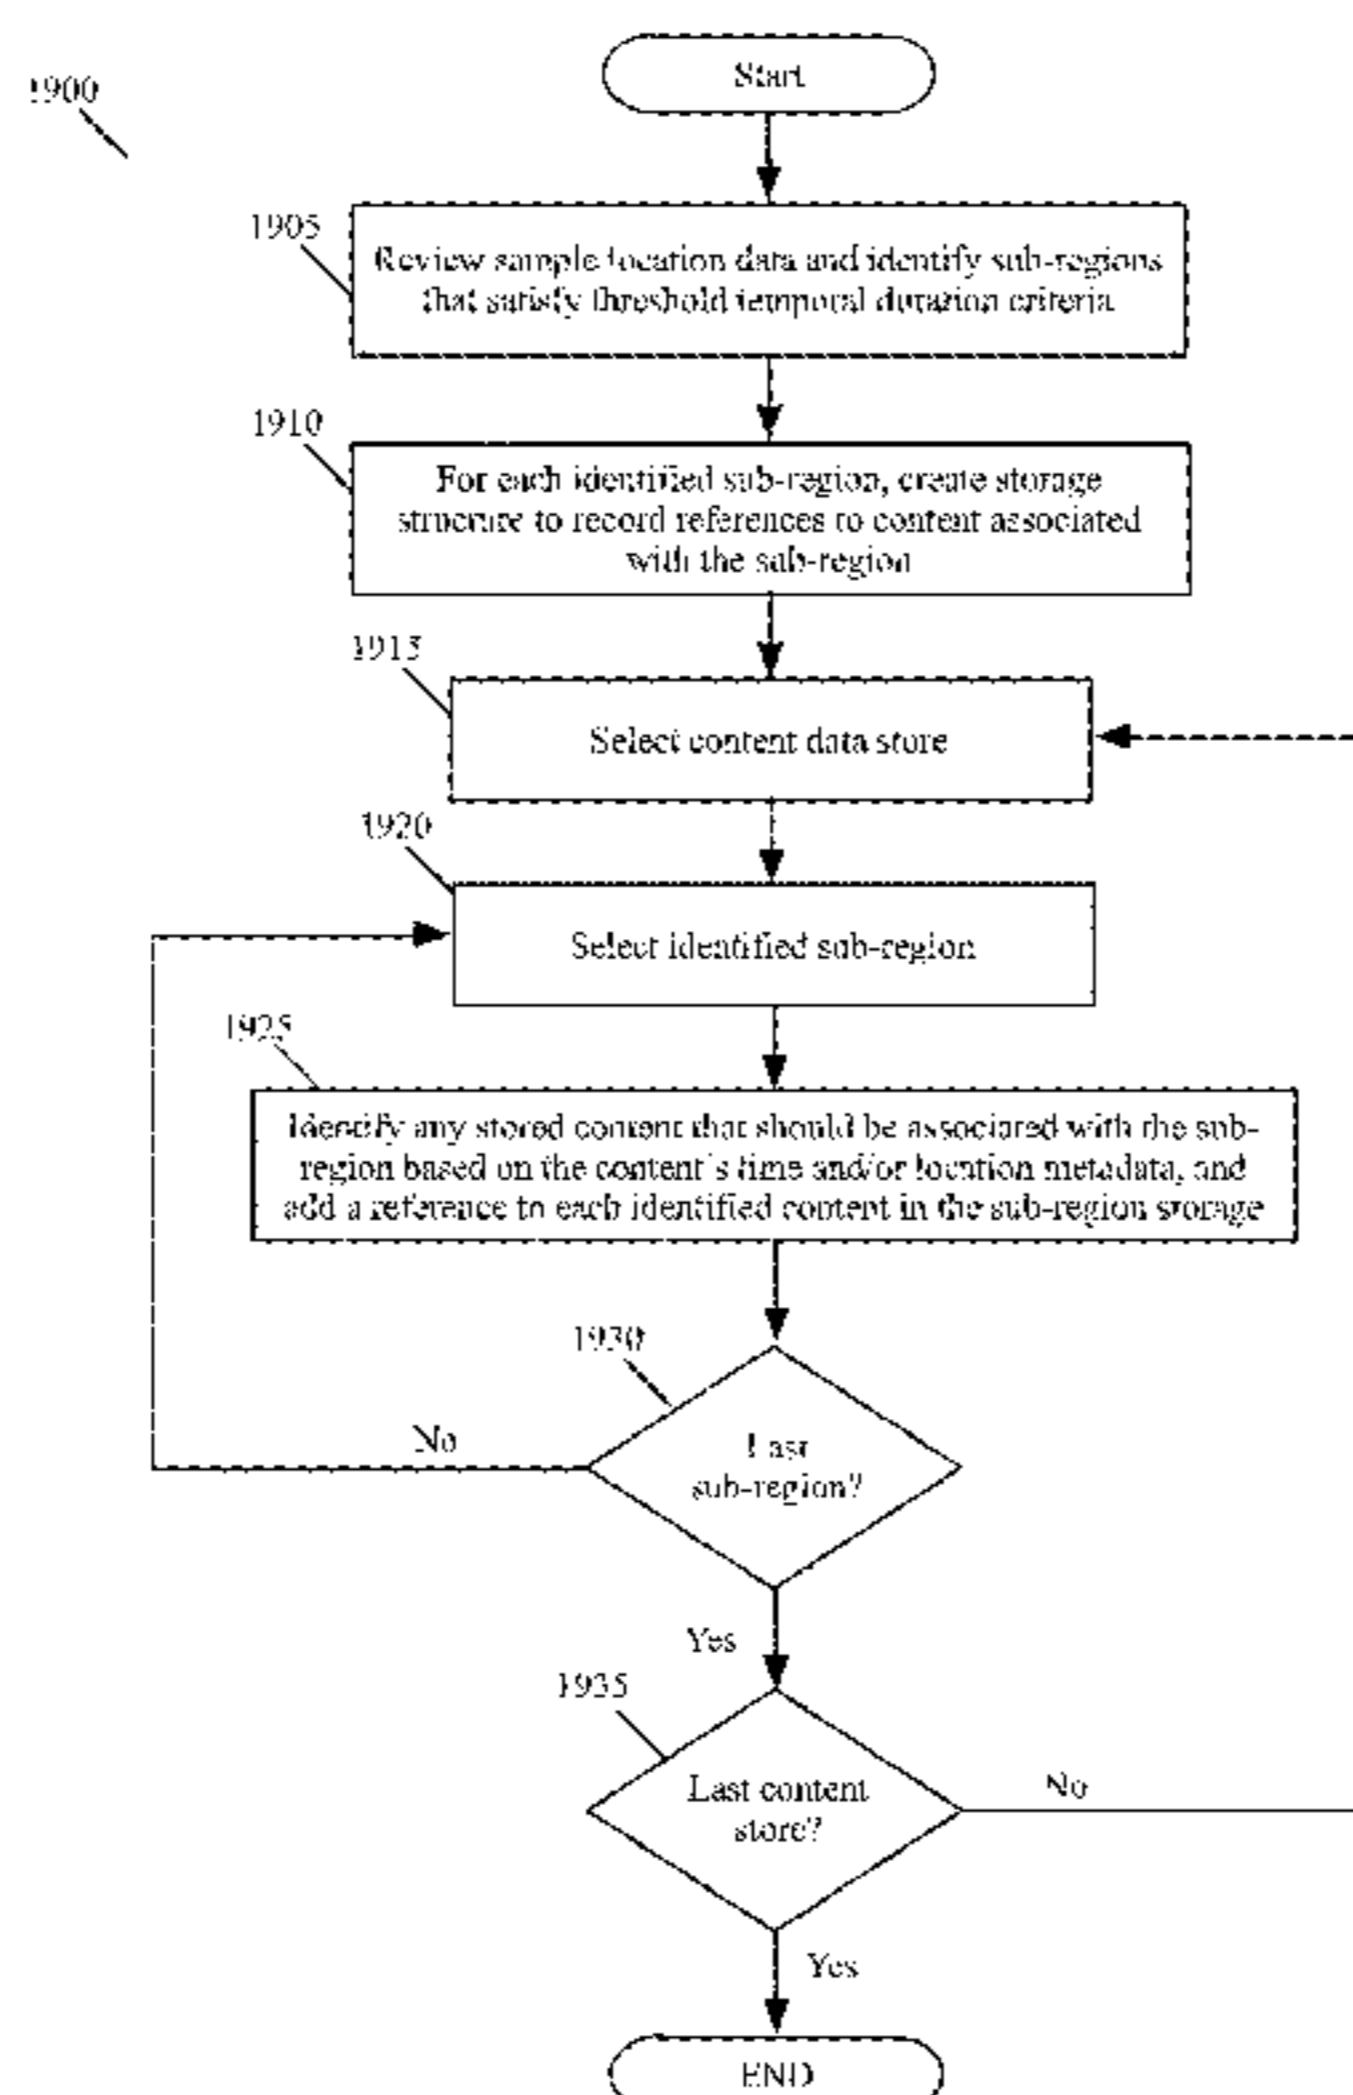 Start
1900
1905
Review sample location data and identify sub-regions
that satisfy threshold temporal duration criteria
1910
For each identified sub-region, create storage
structure to record references to content associated
with the sub-region
1915
Select content data store
1920
Select identified sub-region
1925
Identify any stored content that should be associated with the sub-
region based on the content's time and/or location metadata, and
add a reference to each identified content in the sub-region storage
1930
No
Last
sub-region?
Yes
1935
Last content
store?
No
Yes
END